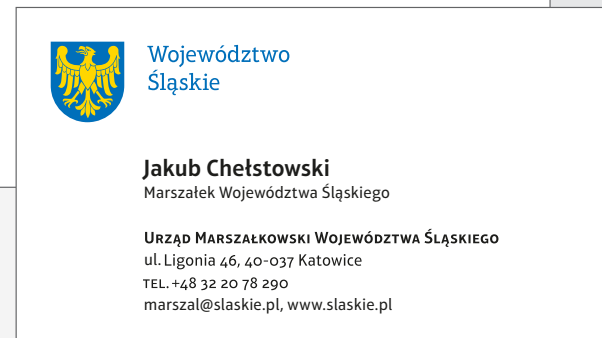 Województwo
Śląskie
Jakub Chełstowski
Marszałek Województwa Śląskiego
Urząd Marszałkowski Województwa Śląskiego
ul. Ligonia 46, 40-037 Katowice
TEL. +48 32 20 78 290
marszal@slaskie.pl, www.slaskie.pl